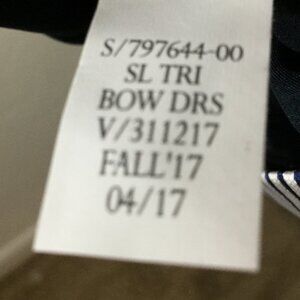 S/797644-00
SL TRI
BOW DRS
V/311217
FALL'17
04/17